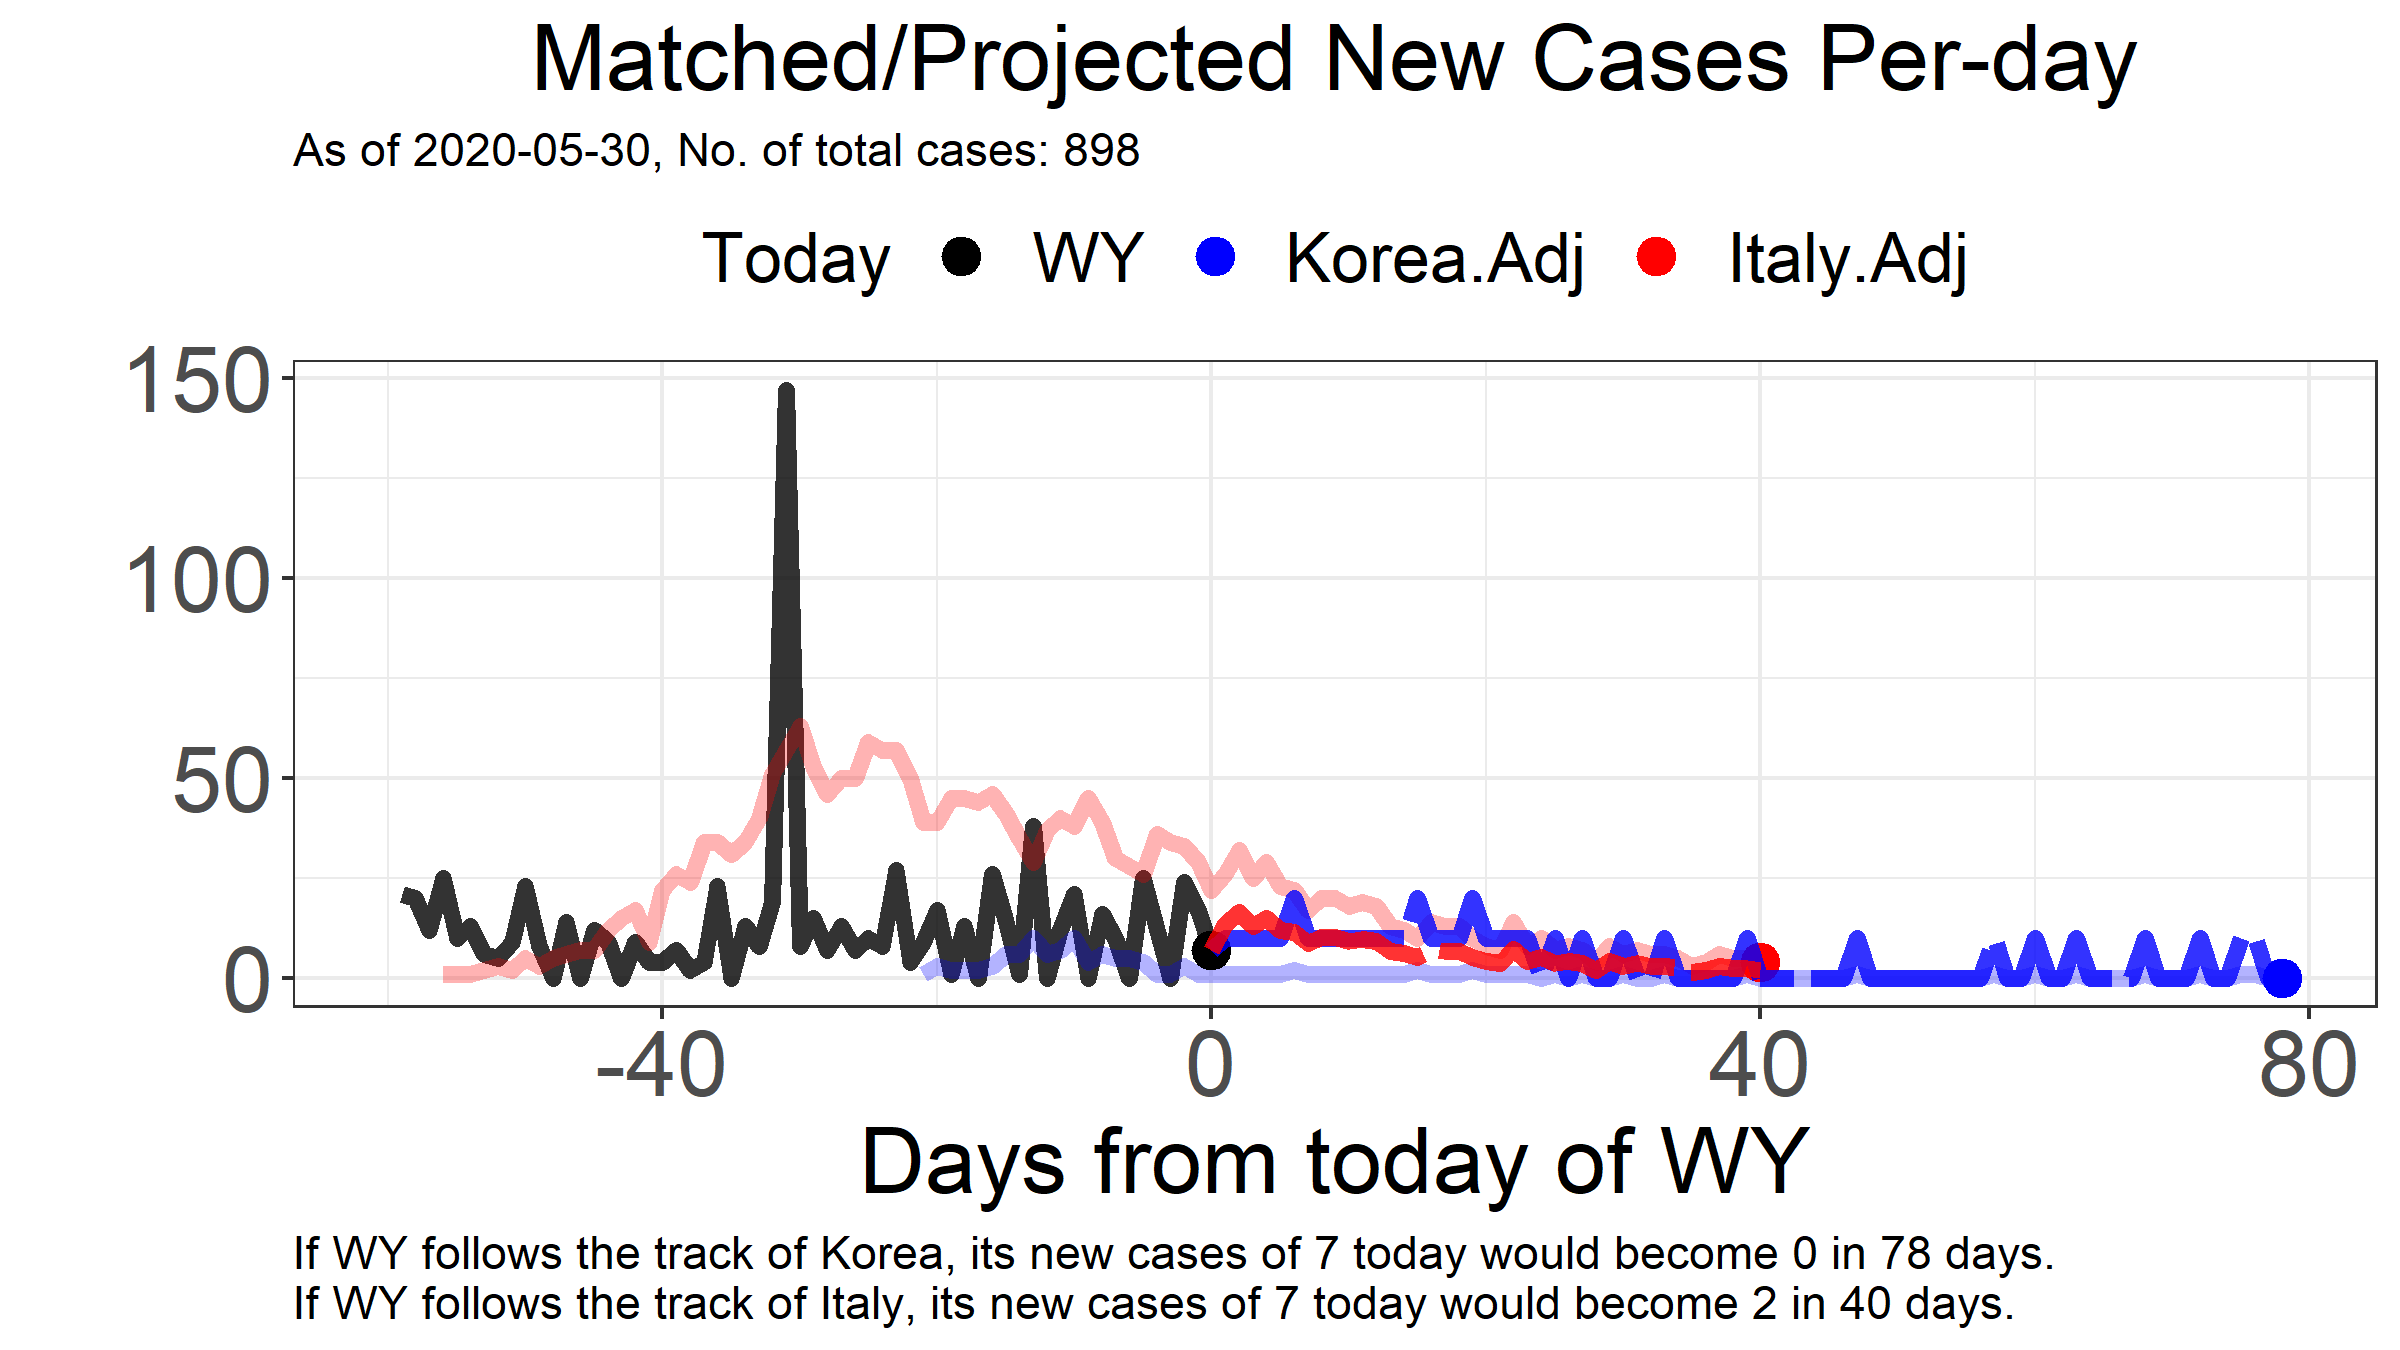 Matched/Projected New Cases Per-day
As of 2020-05-30, No. of total cases: 898
Today WY Korea.Adj Italy.Adj
150
100
50
0
-40 0 40 80
Days from today of WY
If WY follows the track of Korea, its new cases of 7 today would become 0 in 78 days.
If WY follows the track of Italy, its new cases of 7 today would become 2 in 40 days.